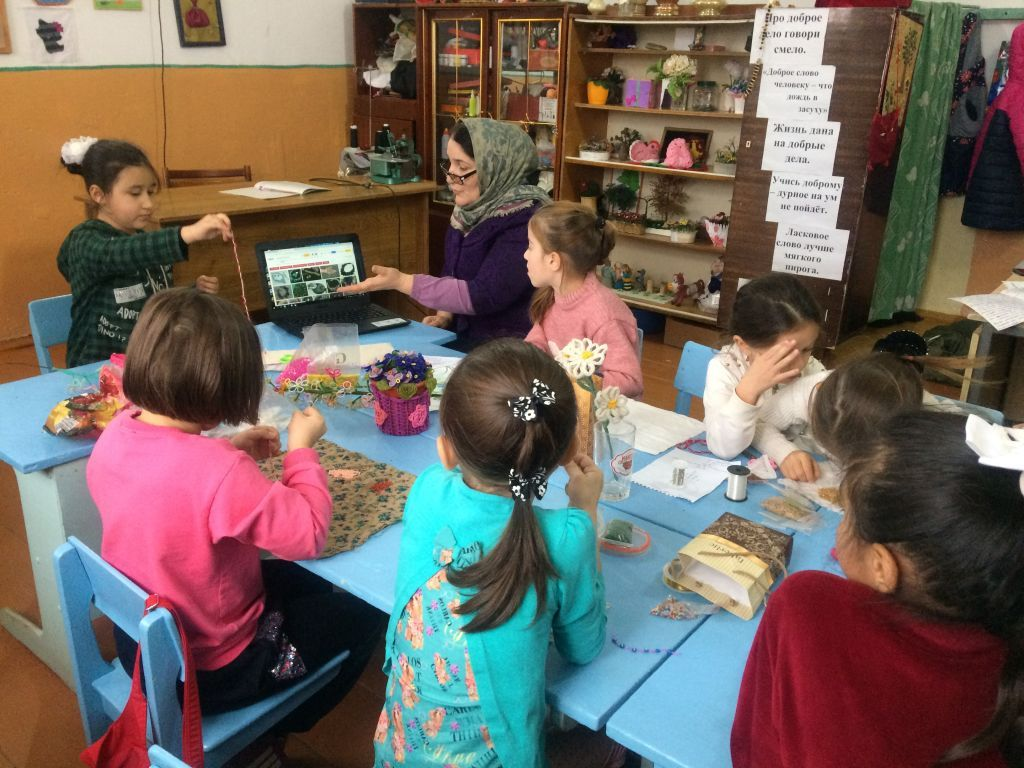 Про доброе
дело говори
смело.
«Доброе слово
человеку – что
дождь в
засуху»
Жизнь дана
на добрые
дела.
Учись доброму
– дурное на ум
не пойдёт.
Ласковое
слово лучше
мягкого
пирога.